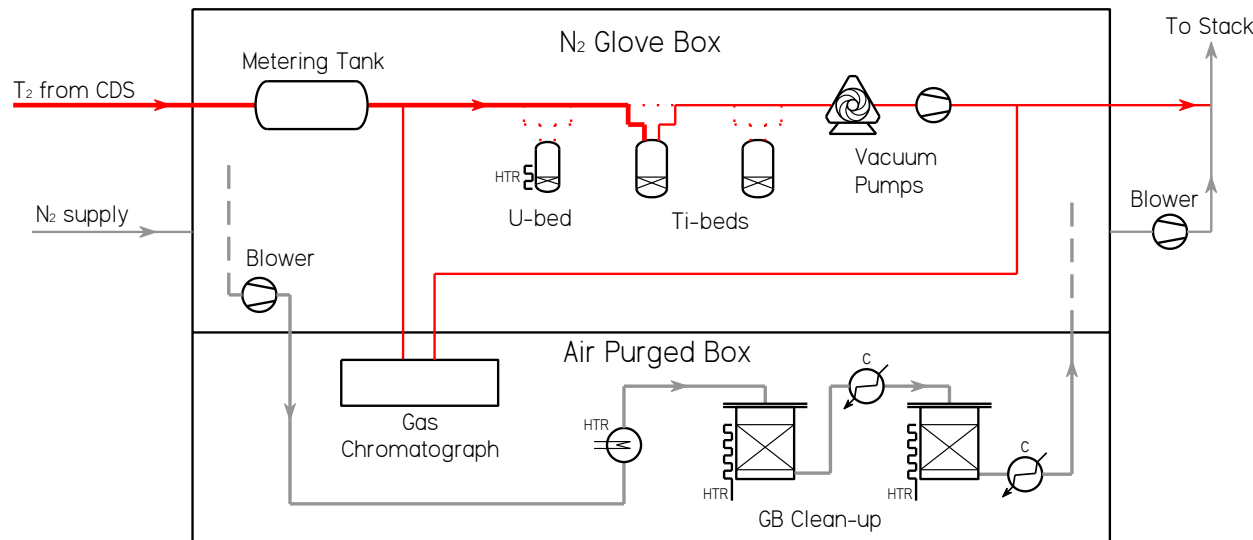 To Stack
N₂ Glove Box
Metering Tank
T₂ from CDS
HTR
Vacuum
Pumps
U-bed
Ti-beds
Blower
N₂ supply
Blower
Air Purged Box
C
Gas
Chromatograph
HTR
C
HTR
HTR
GB Clean-up